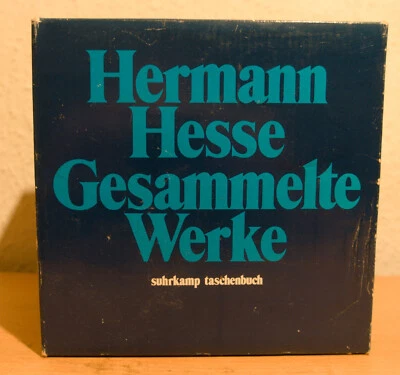 Hermann
Hesse
Gesammelte
Werke
suhrkamp taschenbuch